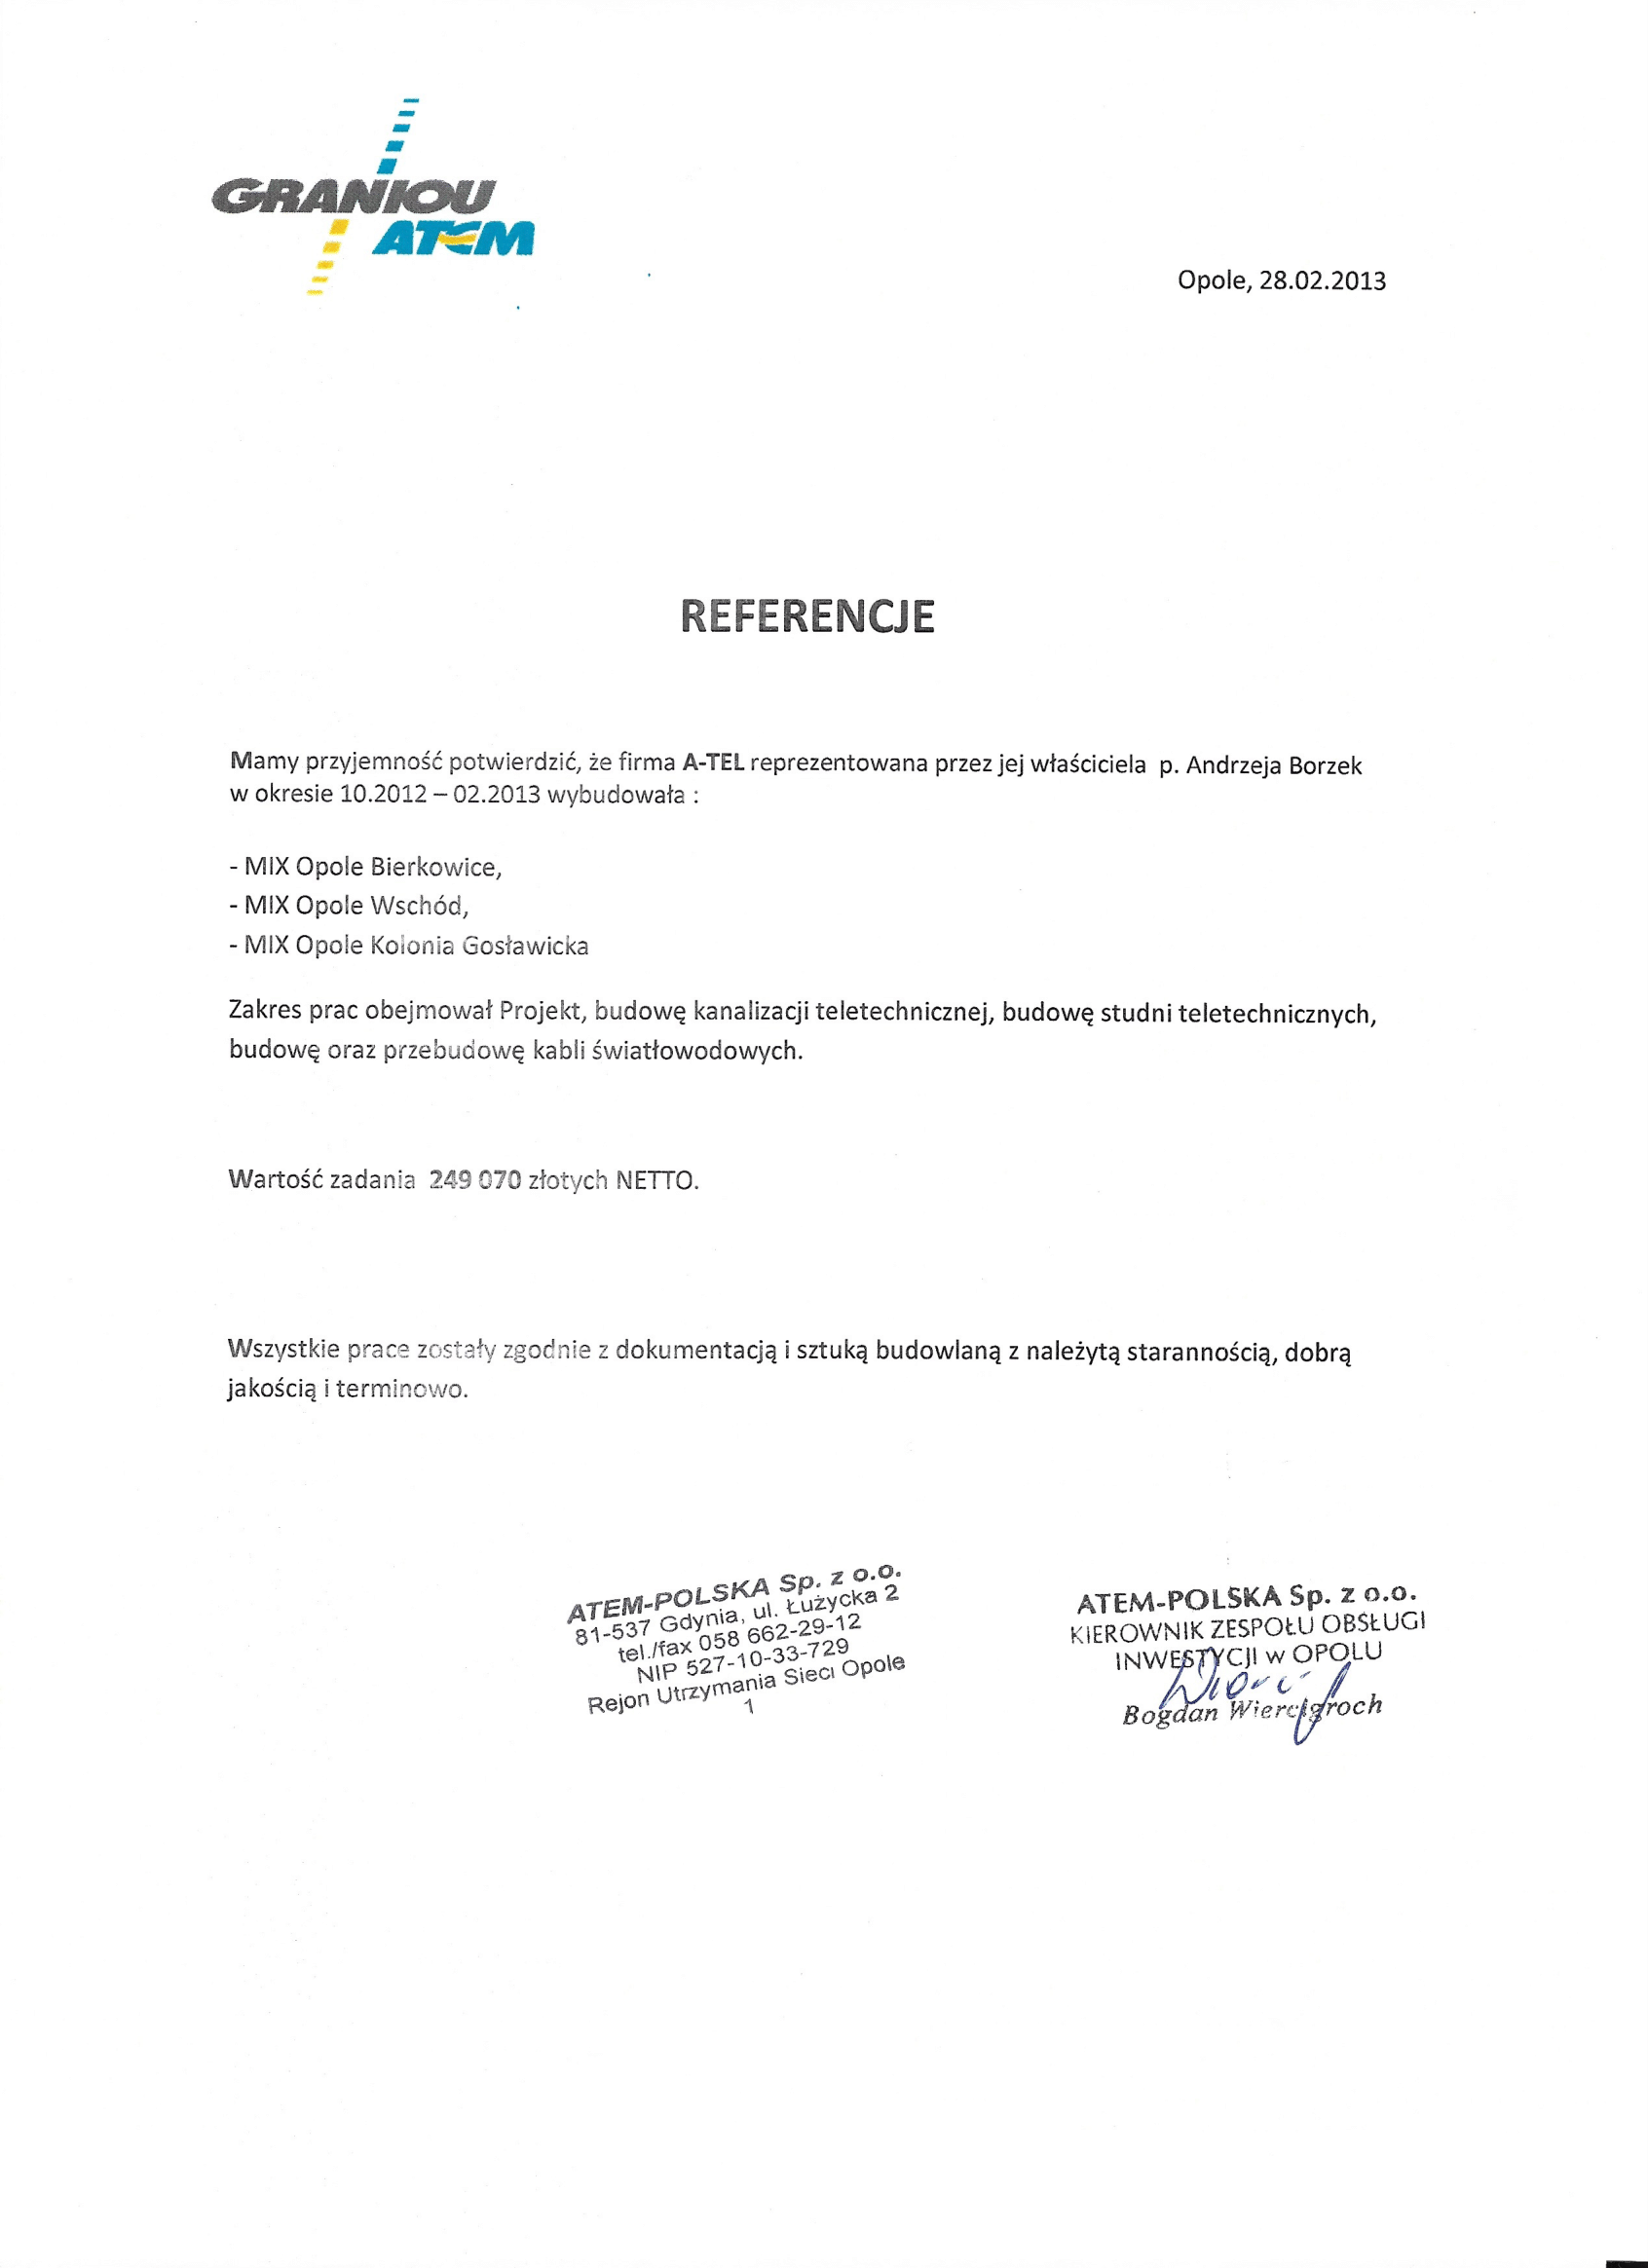 GRANIOU
ATEM
Opole, 28.02.2013
REFERENCJE
Mamy przyjemność potwierdzić, że firma A-TEL reprezentowana przez jej właściciela p. Andrzeja Borzek
w okresie 10.2012 – 02.2013 wybudowała :
- MIX Opole Bierkowice,
- MIX Opole Wschód,
- MIX Opole Kolonia Gosławicka
Zakres prac obejmował Projekt, budowę kanalizacji teletechnicznej, budowę studni teletechnicznych,
budowę oraz przebudowę kabli światłowodowych.
Wartość zadania 249 070 złotych NETTO.
Wszystkie prace zostały zgodnie z dokumentacją i sztuką budowlaną z należytą starannością, dobrą
jakością i terminowo.
ATEM-POLSKA Sp. z o.o.
81-537 Gdynia, ul. Łużycka 2
tel./fax 058 662-29-12
NIP 527-10-33-729
Rejon Utrzymania Sieci Opole
1
ATEM-POLSKA Sp. z o.o.
KIEROWNIK ZESPOŁU OBSŁUGI
INWESTYCJI w OPOLU
Bogdan Wiercigroch